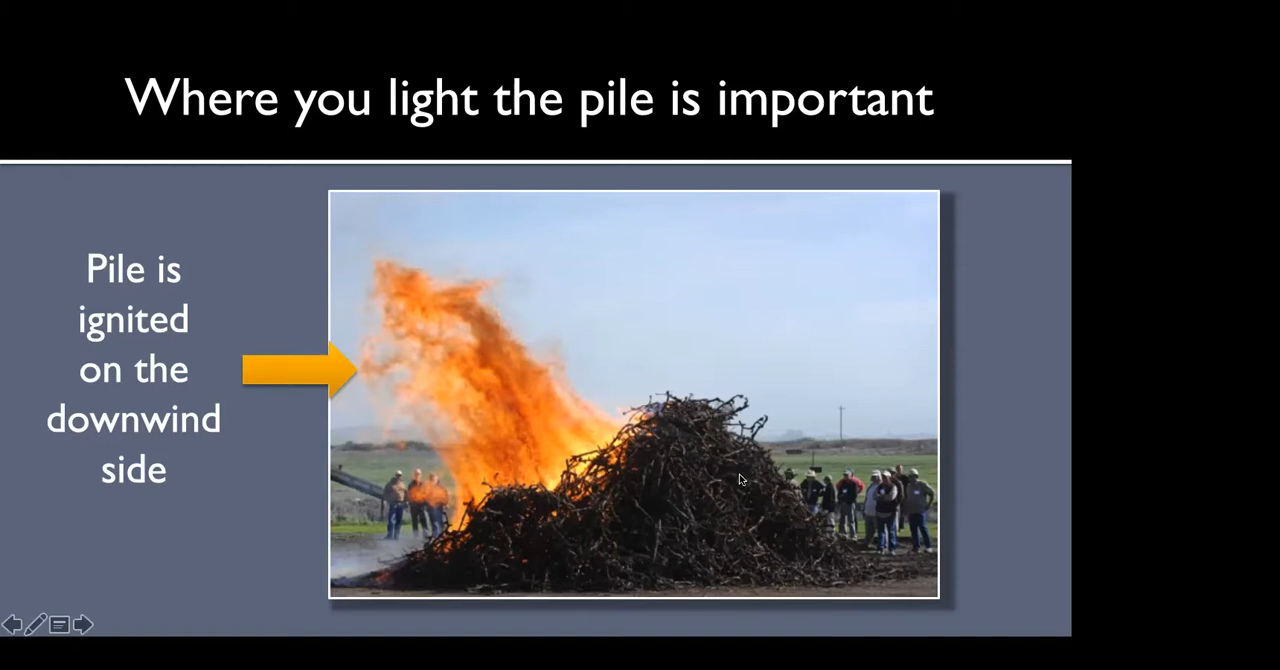 Where you light the pile is important
Pile is
ignited
on the
downwind
side